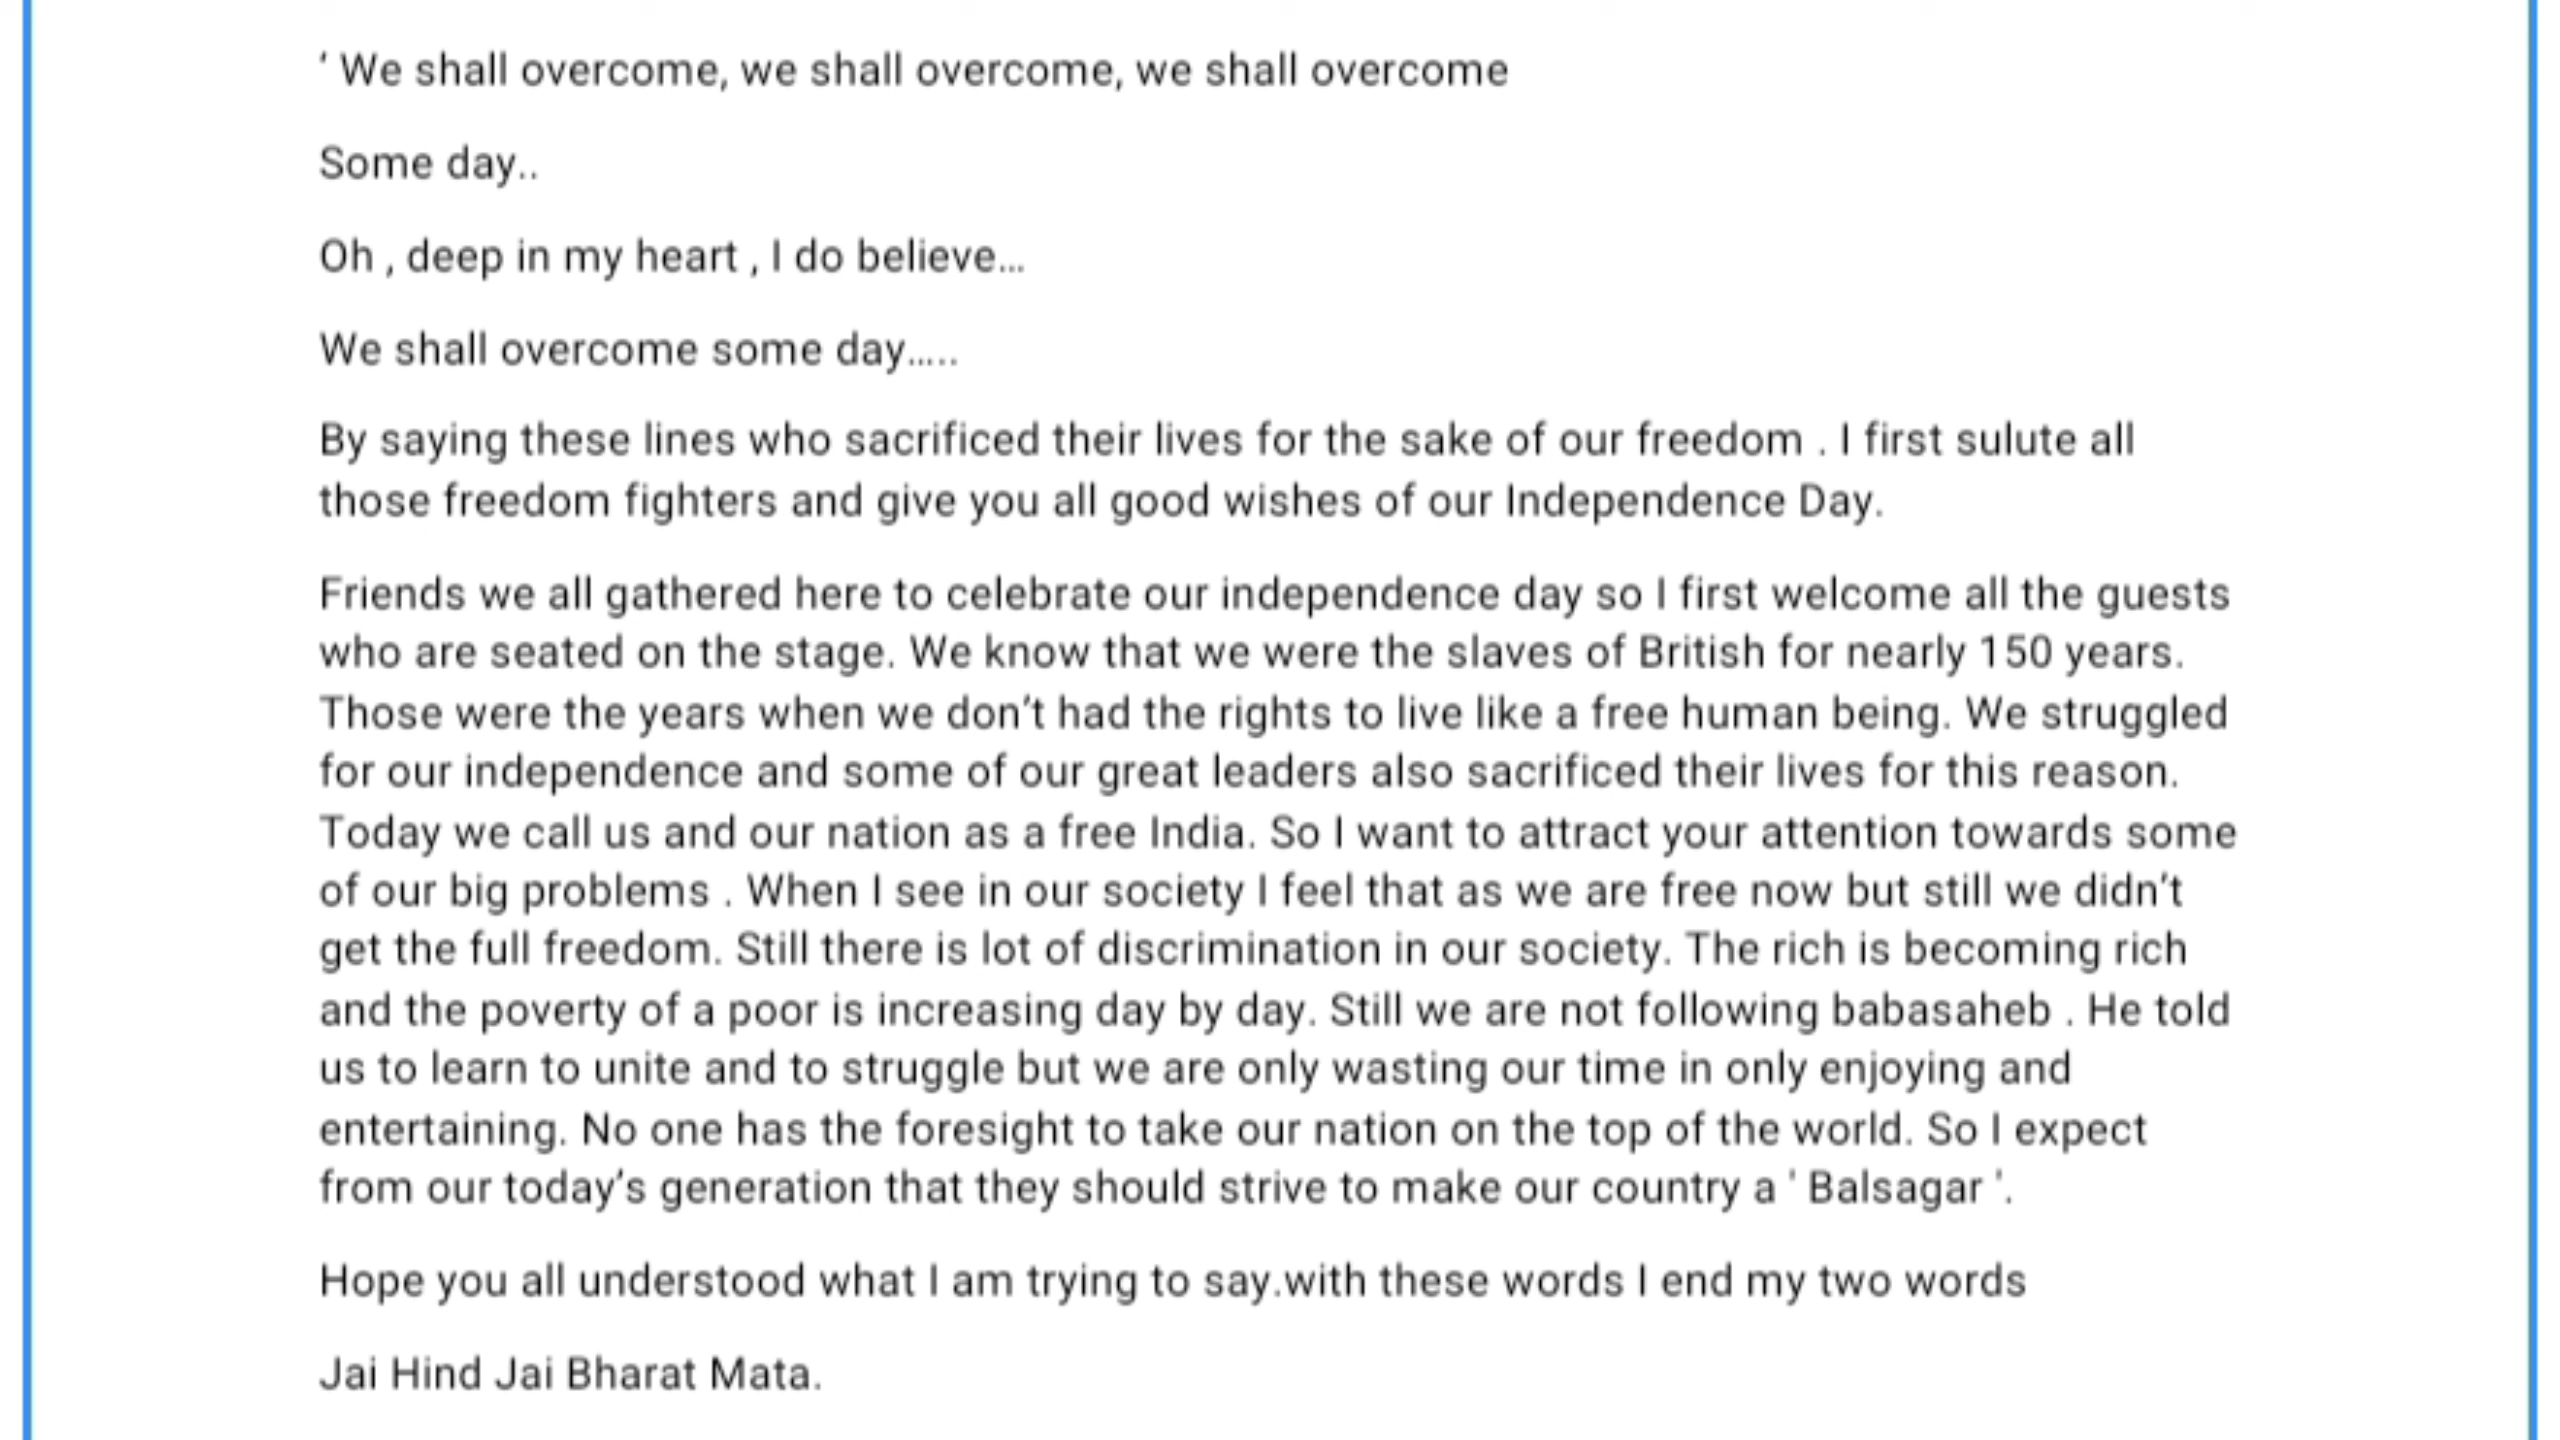 ‘ We shall overcome, we shall overcome, we shall overcome
Some day..
Oh , deep in my heart , I do believe…
We shall overcome some day…..
By saying these lines who sacrificed their lives for the sake of our freedom . I first sulute all
those freedom fighters and give you all good wishes of our Independence Day.
Friends we all gathered here to celebrate our independence day so I first welcome all the guests
who are seated on the stage. We know that we were the slaves of British for nearly 150 years.
Those were the years when we don’t had the rights to live like a free human being. We struggled
for our independence and some of our great leaders also sacrificed their lives for this reason.
Today we call us and our nation as a free India. So I want to attract your attention towards some
of our big problems . When I see in our society I feel that as we are free now but still we didn’t
get the full freedom. Still there is lot of discrimination in our society. The rich is becoming rich
and the poverty of a poor is increasing day by day. Still we are not following babasaheb . He told
us to learn to unite and to struggle but we are only wasting our time in only enjoying and
entertaining. No one has the foresight to take our nation on the top of the world. So I expect
from our today’s generation that they should strive to make our country a ' Balsagar '.
Hope you all understood what I am trying to say.with these words I end my two words
Jai Hind Jai Bharat Mata.